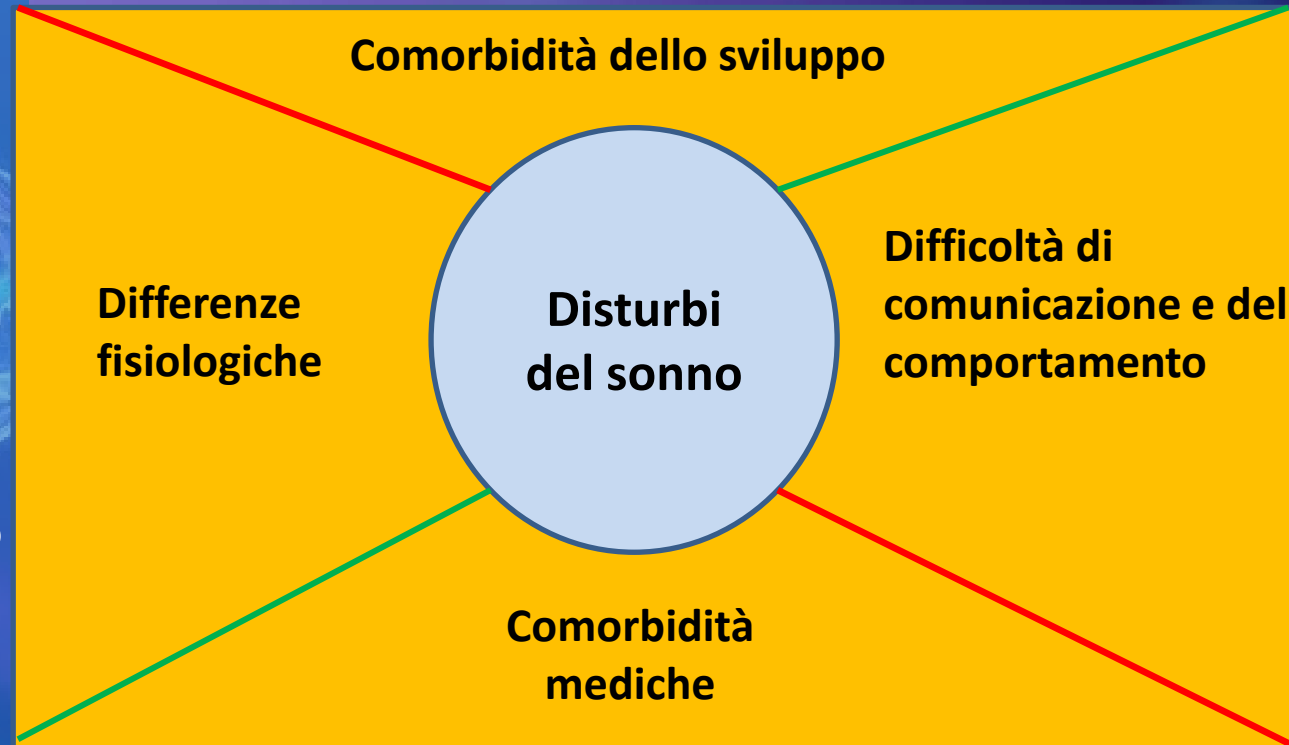 Comorbidità dello sviluppo
Differenze
fisiologiche
Disturbi
del sonno
Difficoltà di
comunicazione e del
comportamento
Comorbidità
mediche